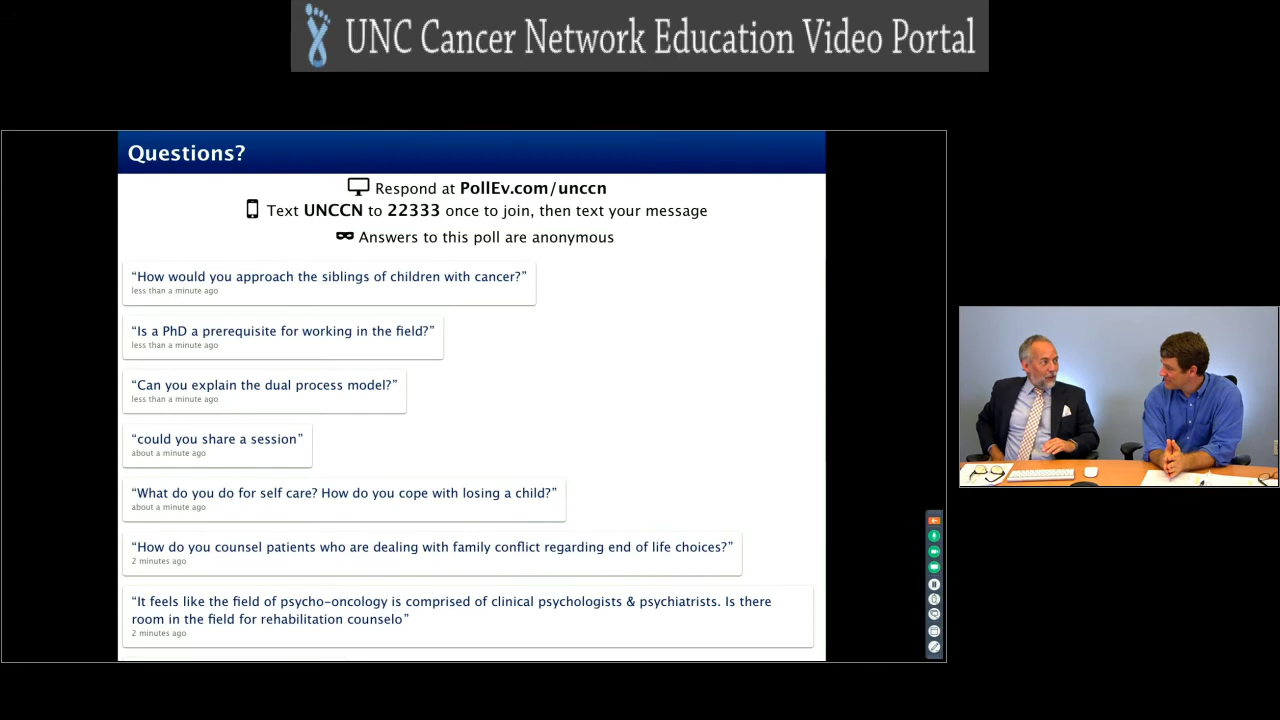 UNC Cancer Network Education Video Portal
Questions?
Respond at PollEv.com/unccn
Text UNCCN to 22333 once to join, then text your message
Answers to this poll are anonymous
“How would you approach the siblings of children with cancer?”
less than a minute ago
“Is a PhD a prerequisite for working in the field?”
less than a minute ago
“Can you explain the dual process model?”
less than a minute ago
“could you share a session”
about a minute ago
“What do you do for self care? How do you cope with losing a child?”
about a minute ago
“How do you counsel patients who are dealing with family conflict regarding end of life choices?”
2 minutes ago
“It feels like the field of psycho-oncology is comprised of clinical psychologists & psychiatrists. Is there
room in the field for rehabilitation counselo”
2 minutes ago